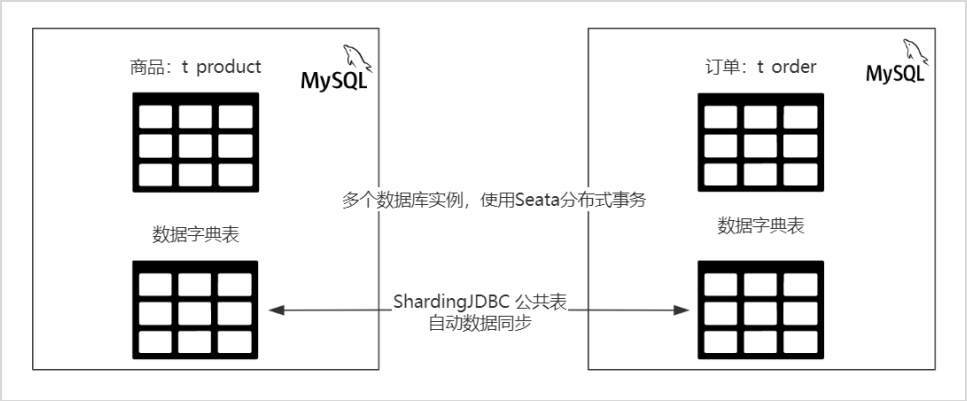 商品：t product
MySQL
数据字典表
多个数据库实例，使用Seata分布式事务
ShardingJDBC 公共表
自动数据同步
订单：t order
MySQL
数据字典表